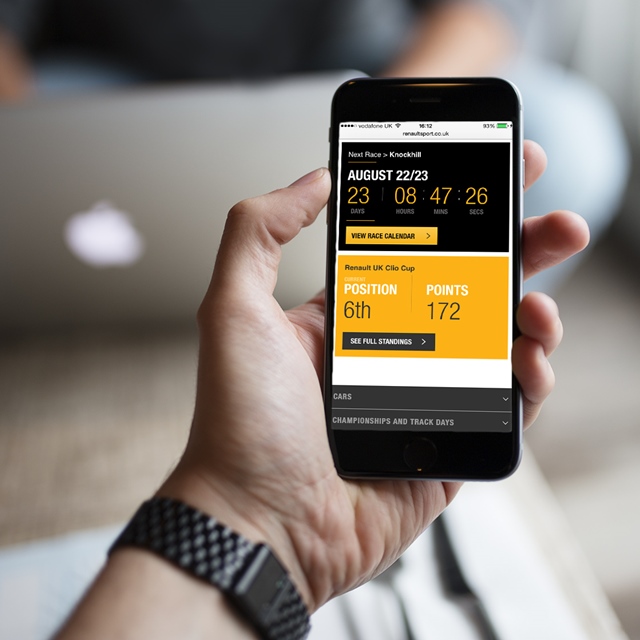 vodafone UK 16:12 93%
renaultsport.co.uk
Next Race > Knockhill
AUGUST 22/23
23 08 : 47 : 26
DAYS HOURS MINS SECS
VIEW RACE CALENDAR >
Renault UK Clio Cup
CURRENT
POSITION POINTS
6th 172
SEE FULL STANDINGS >
CARS
CHAMPIONSHIPS AND TRACK DAYS